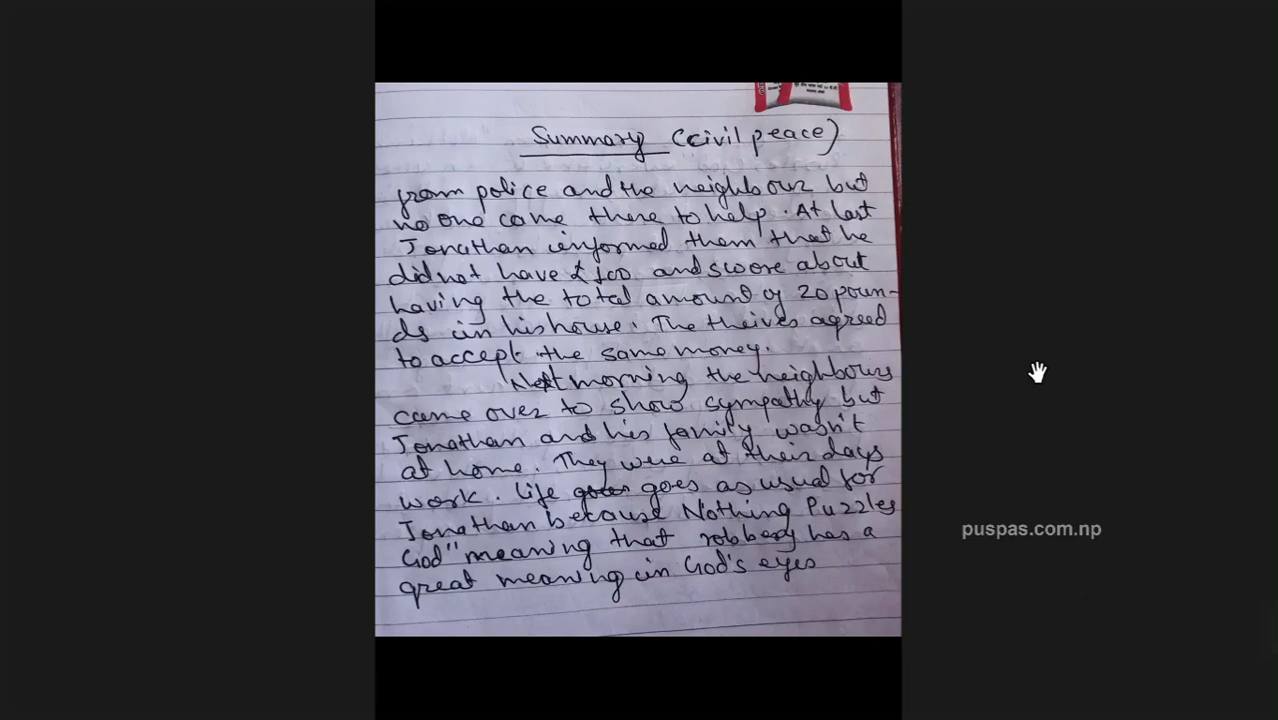 Summary (civil peace)
from police and the neighbour but
no one came there to help. At last
Jonathan informed them that he
did not have £100 and swore about
having the total amount of 20 poun-
ds in his house. The theives agreed
to accept the same money.
Next morning the neighbours
came over to show sympathy but
Jonathan and his family wasn't
at home. They were at their days
work. Life goes as usual for
Jonathan because Nothing Puzzles
God" meaning that robbery has a
great meaning in God's eyes
puspas.com.np